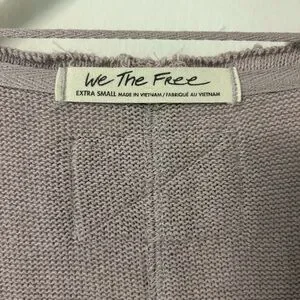 We The Free
EXTRA SMALL MADE IN VIETNAM/FABRIQUÉ AU VIETNAM